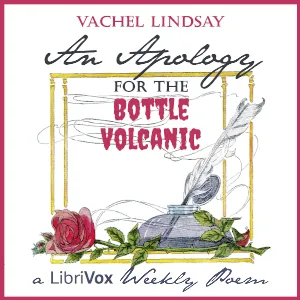 VACHEL LINDSAY
An Apology
FOR THE
BOTTLE
VOLCANIC
a LibriVox Weekly Poem